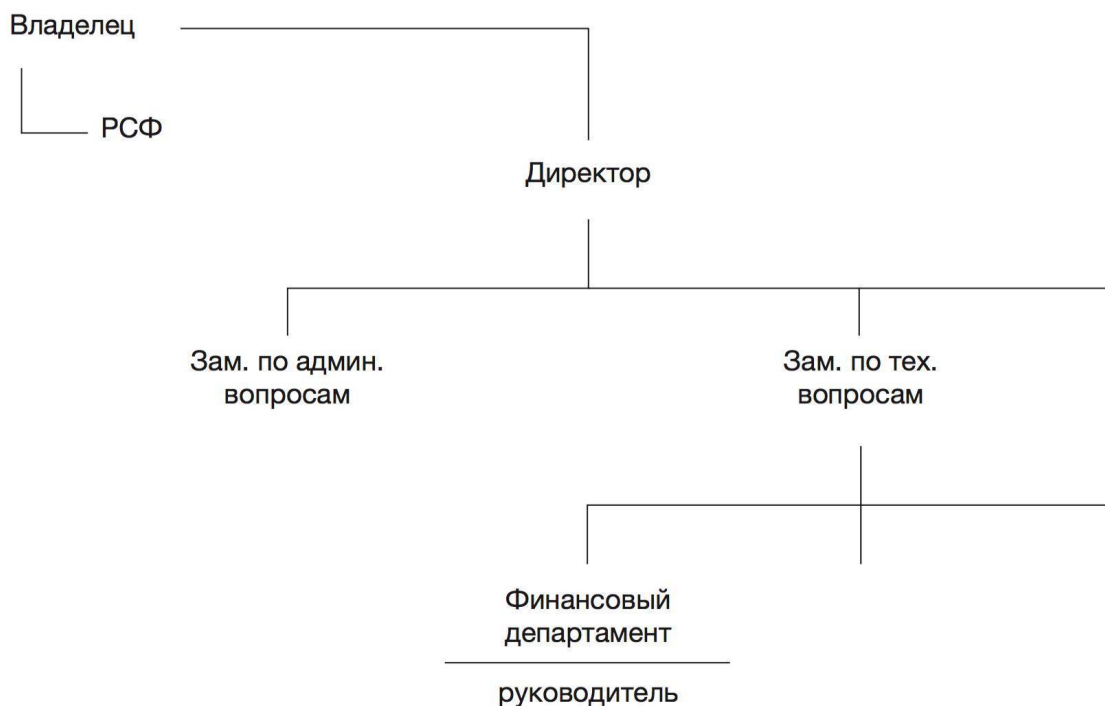 Владелец
РСФ
Директор
Зам. по админ.
вопросам
Зам. по тех.
вопросам
Финансовый
департамент
руководитель